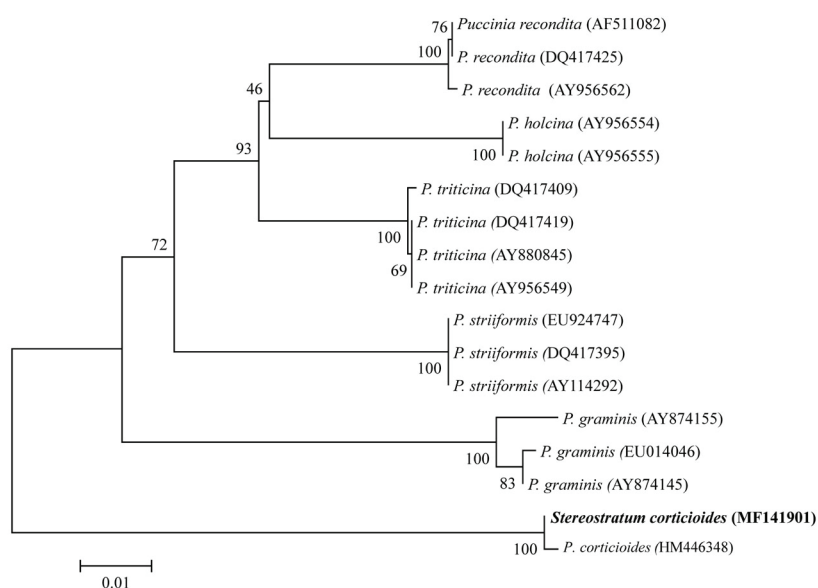 76 Puccinia recondita (AF511082)
100 P. recondita (DQ417425)
P. recondita (AY956562)
46
P. holcina (AY956554)
93
100 P. holcina (AY956555)
P. triticina (DQ417409)
P. triticina (DQ417419)
100
72
P. triticina (AY880845)
69
P. triticina (AY956549)
P. striiformis (EU924747)
P. striiformis (DQ417395)
100
P. striiformis (AY114292)
P. graminis (AY874155)
P. graminis (EU014046)
100
83 P. graminis (AY874145)
Stereostratum corticioides (MF141901)
100 P. corticioides (HM446348)
0.01